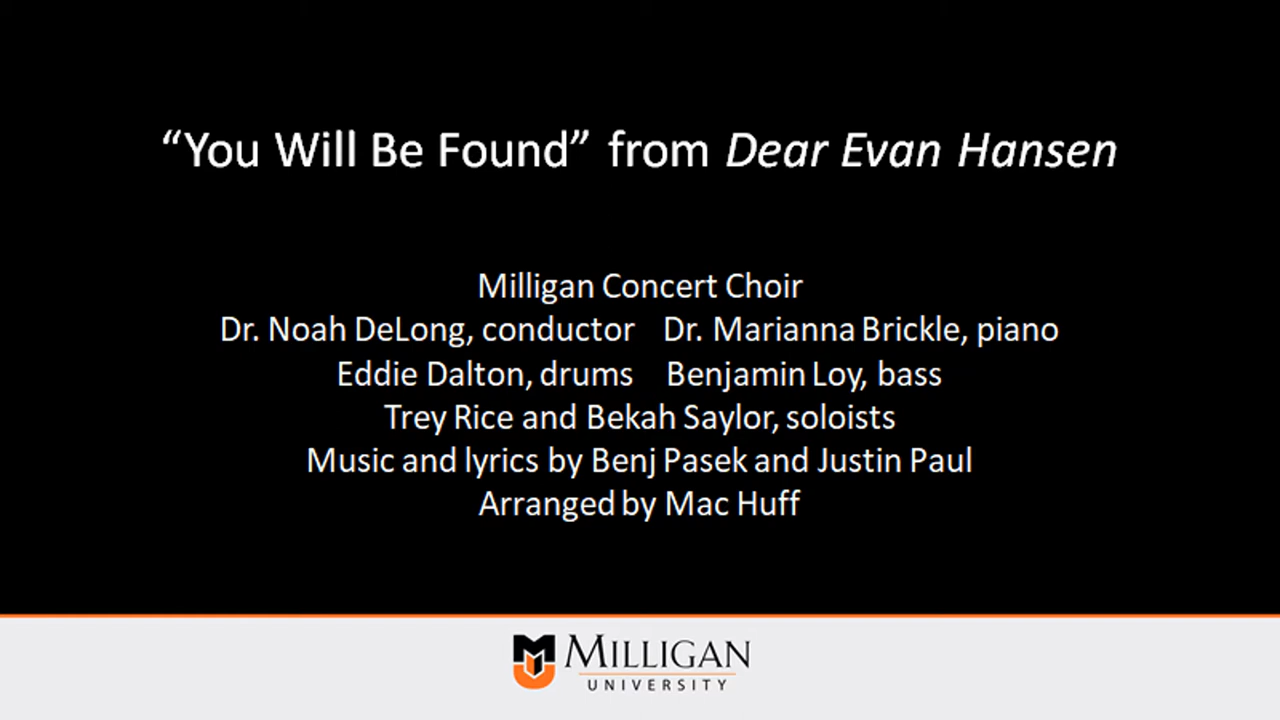 “You Will Be Found” from Dear Evan Hansen
Milligan Concert Choir
Dr. Noah DeLong, conductor Dr. Marianna Brickle, piano
Eddie Dalton, drums Benjamin Loy, bass
Trey Rice and Bekah Saylor, soloists
Music and lyrics by Benj Pasek and Justin Paul
Arranged by Mac Huff
MILLIGAN
UNIVERSITY